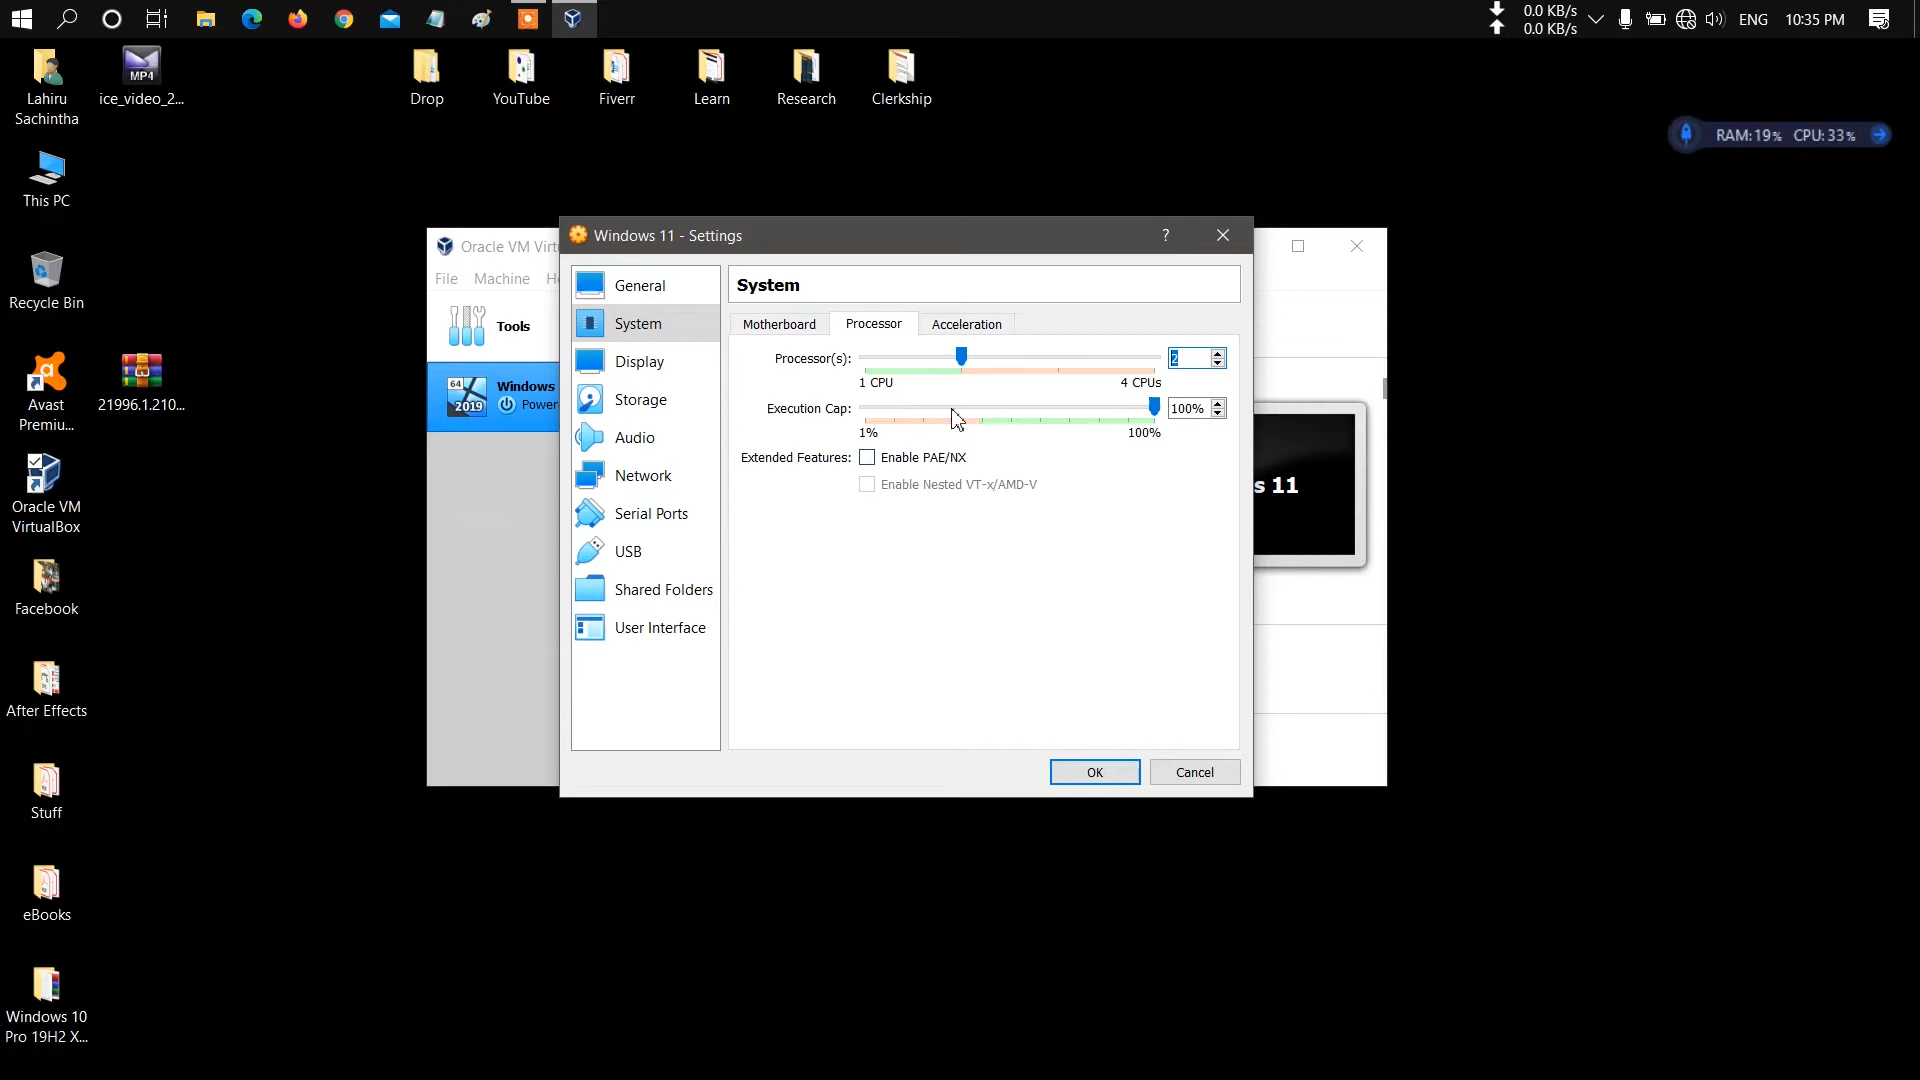 0.0 KB/s
0.0 KB/s
ENG
10:35 PM
Lahiru
Sachintha
MP4
ice_video_2...
Drop
YouTube
Fiverr
Learn
Research
Clerkship
RAM:19% CPU:33%
This PC
Recycle Bin
Avast
Premiu...
21996.1.210...
Oracle VM
VirtualBox
Facebook
After Effects
Stuff
eBooks
Windows 10
Pro 19H2 X...
Oracle VM Virt
File Machine He
Tools
64
2019
Windows
Power
s 11
Windows 11 - Settings
?
General
System
Display
Storage
Audio
Network
Serial Ports
USB
Shared Folders
User Interface
System
Motherboard Processor Acceleration
Processor(s): 2
1 CPU 4 CPUs
Execution Cap: 100%
1% 100%
Extended Features: Enable PAE/NX
Enable Nested VT-x/AMD-V
OK Cancel